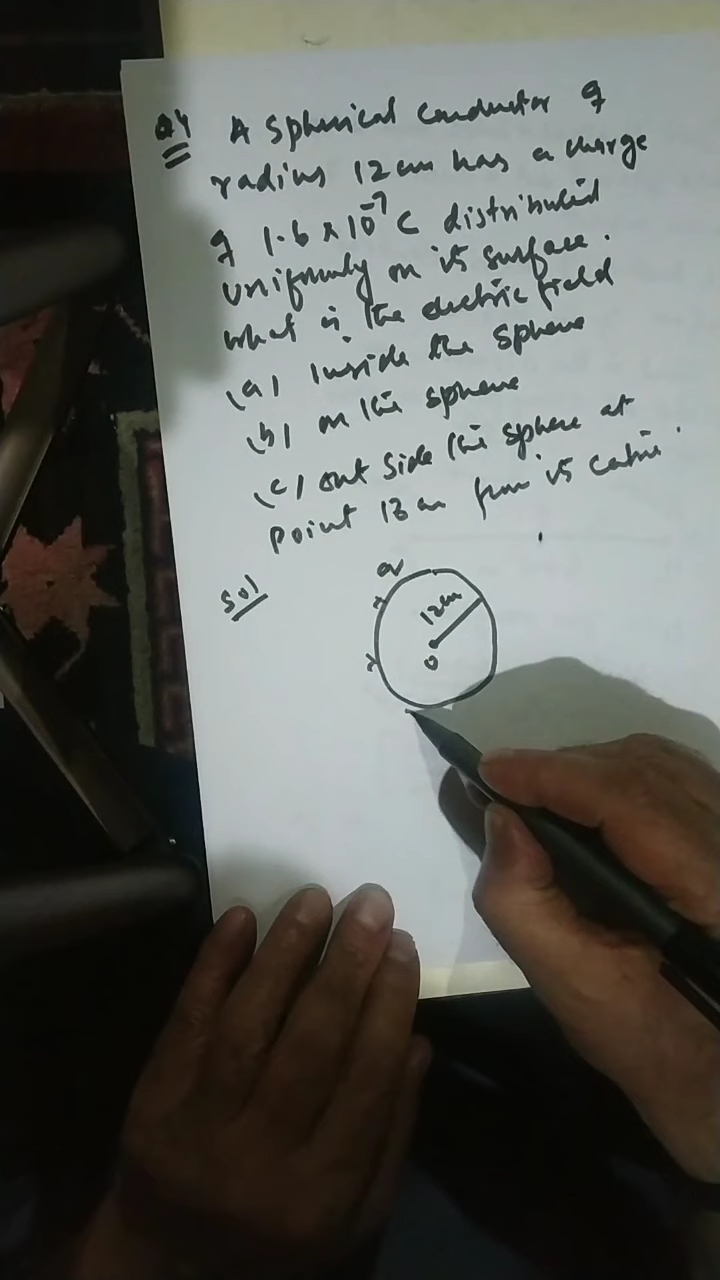 Q4 A Spherical Conductor of
radius 12 cm has a charge
of 1.6 x 10⁻⁷ C distributed
uniformly on its surface.
what is the electric field
(a) Inside the sphere
(b) on the sphere
(c) out side the sphere at
point 18 cm from its centre.
Sol
12cm
O